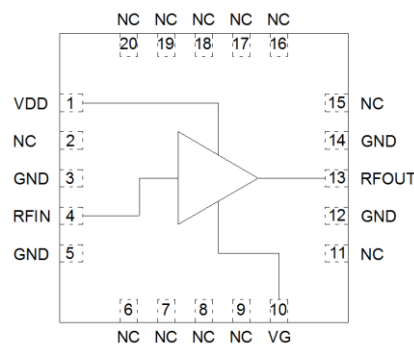 NC NC NC NC NC
20 19 18 17 16
VDD 1 15 NC
NC 2 14 GND
GND 3 13 RFOUT
RFIN 4 12 GND
GND 5 11 NC
6 7 8 9 10
NC NC NC NC VG